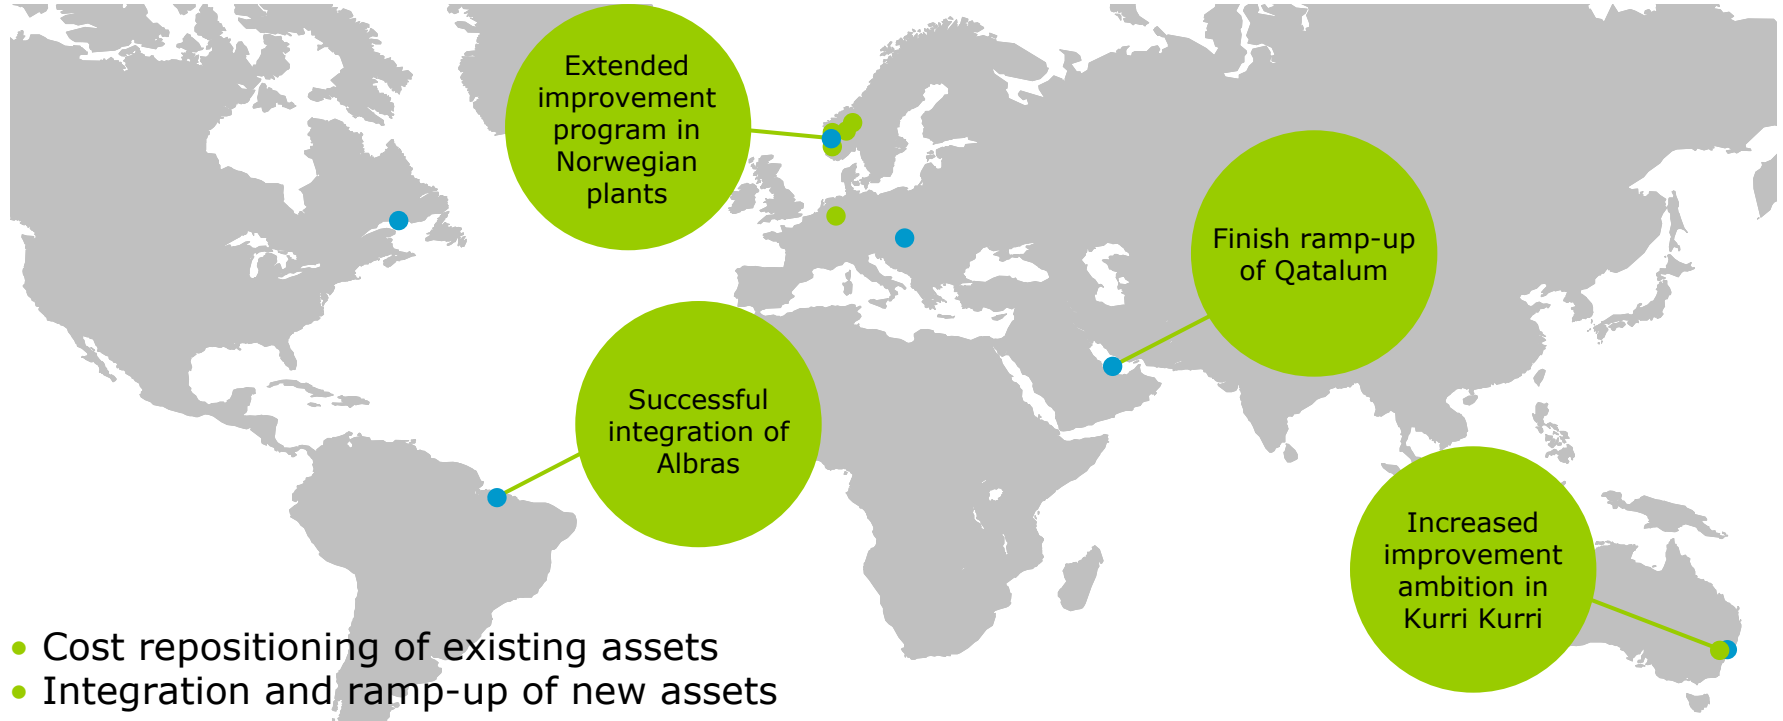 Extended
improvement
program in
Norwegian
plants
Finish ramp-up
of Qatalum
Successful
integration of
Albras
Increased
improvement
ambition in
Kurri Kurri
• Cost repositioning of existing assets
• Integration and ramp-up of new assets